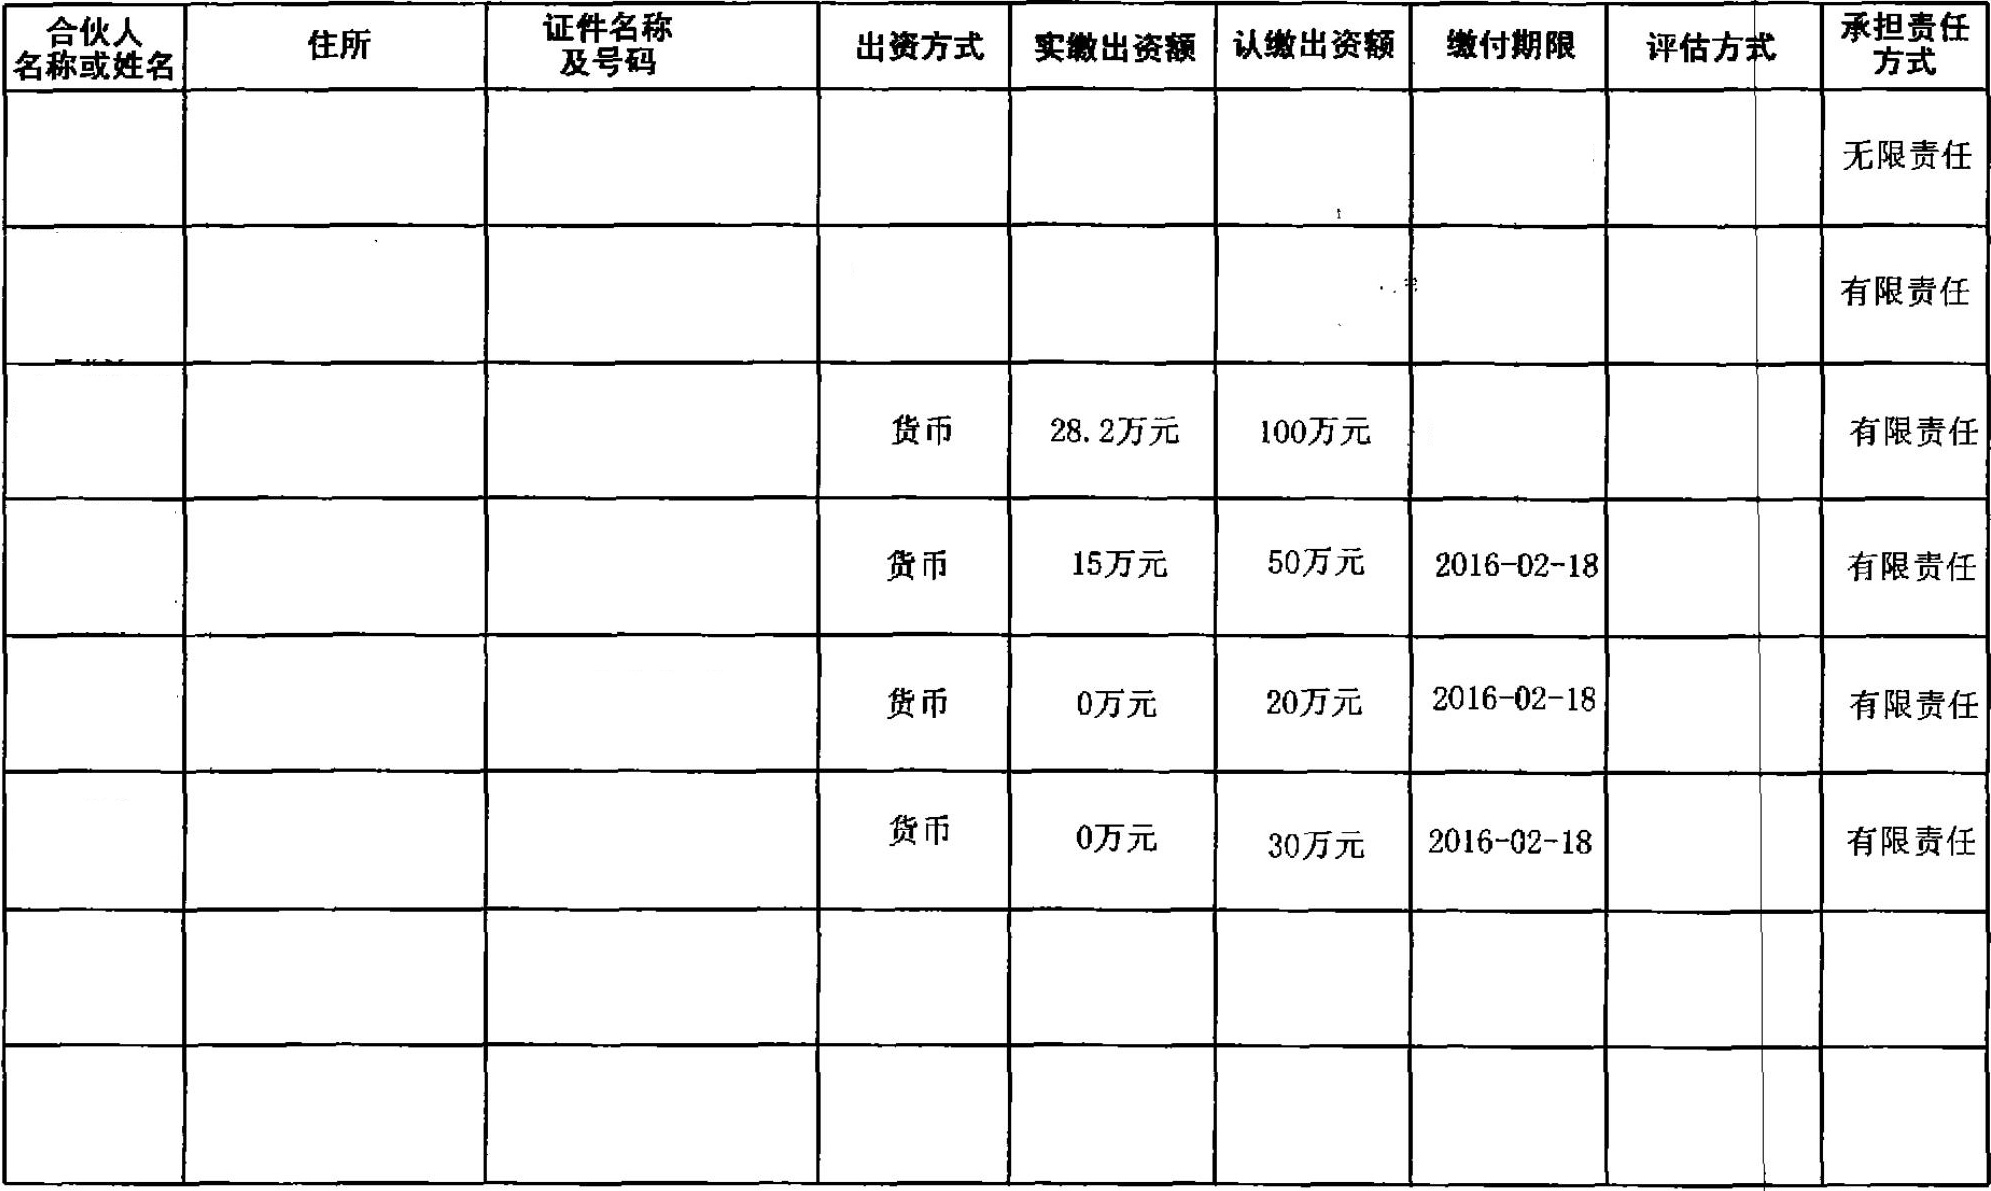 合伙人
名称或姓名
住所
证件名称
及号码
出资方式
实缴出资额
认缴出资额
缴付期限
评估方式
承担责任
方式
无限责任
有限责任
货币 28.2万元 100万元 有限责任
货币 15万元 50万元 2016-02-18 有限责任
货币 0万元 20万元 2016-02-18 有限责任
货币 0万元 30万元 2016-02-18 有限责任